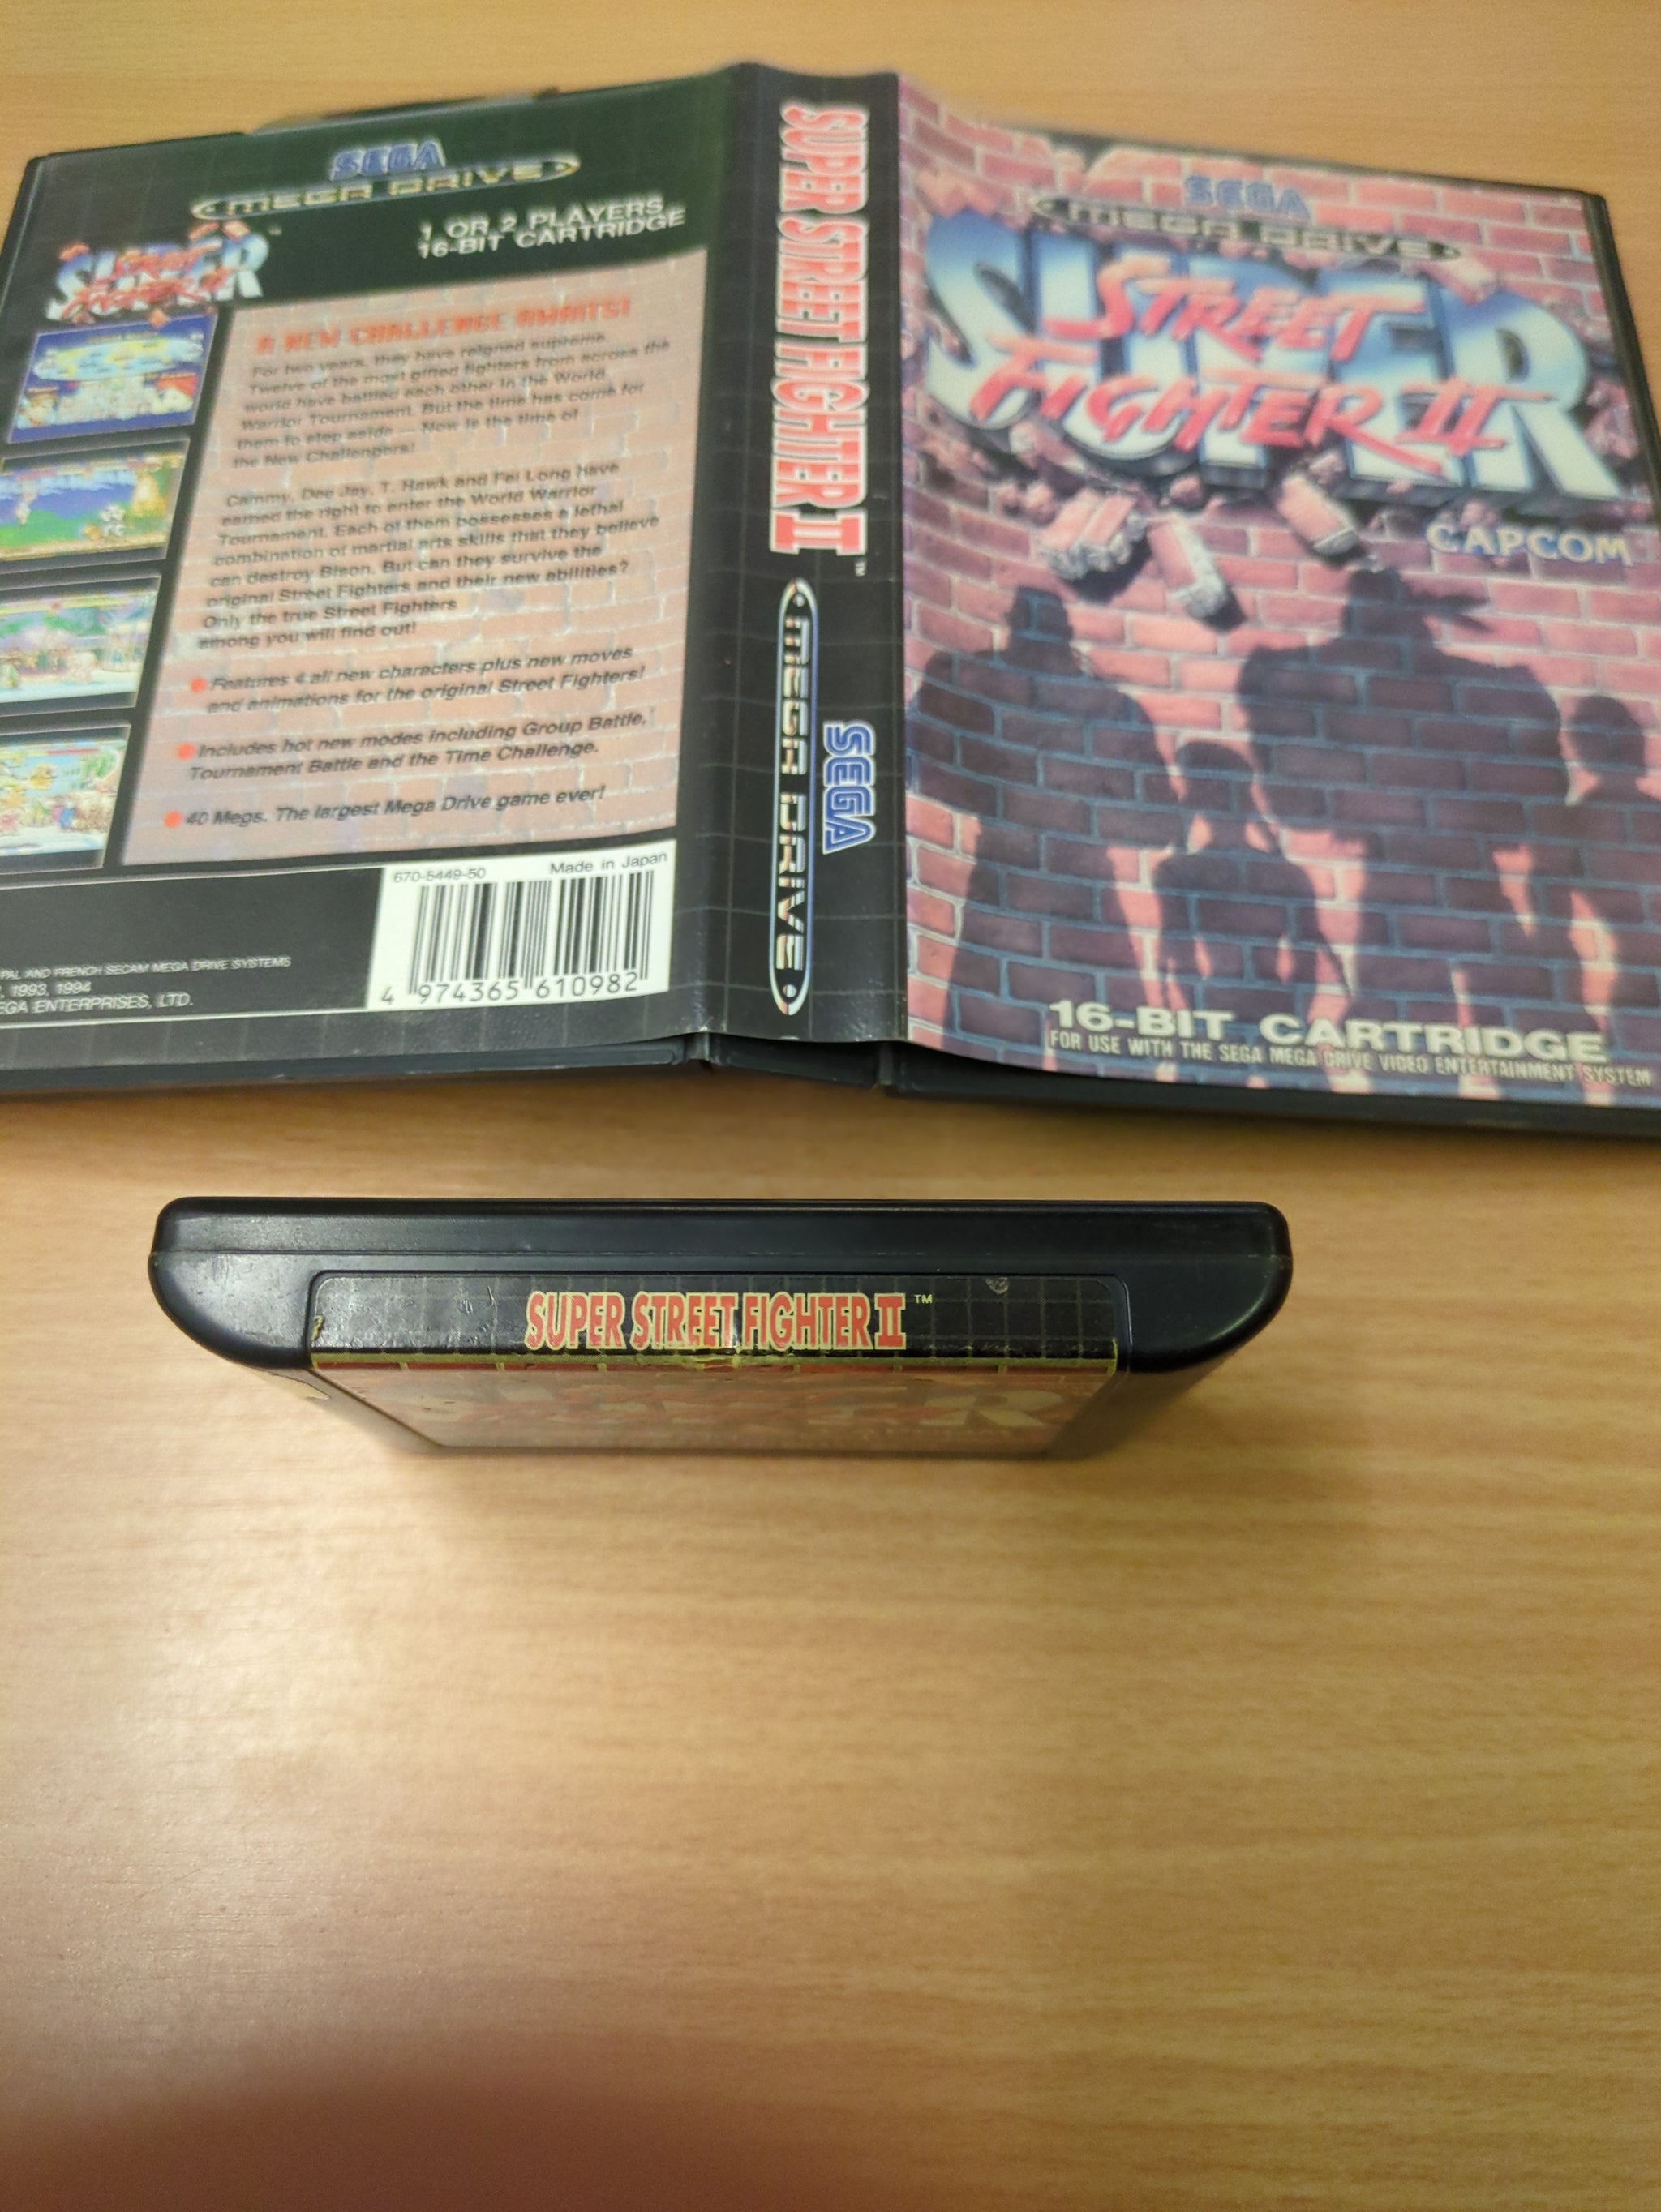 SEGA
MEGA DRIVE
1 OR 2 PLAYERS
16-BIT CARTRIDGE
SUPER
STREET
FIGHTER II
™
A NEW CHALLENGE AWAITS!
For two years, they have reigned supreme.
Twelve of the most gifted fighters from across the
world have battled each other in the World
Warrior Tournament. But the time has come for
them to step aside — Now is the time of
the New Challengers!
Cammy, Dee Jay, T. Hawk and Fei Long have
earned the right to enter the World Warrior
Tournament. Each of them possesses a lethal
combination of martial arts skills that they believe
can destroy Bison. But can they survive the
original Street Fighters and their new abilities?
Only the true Street Fighters
among you will find out!
Features 4 all new characters plus new moves
and animations for the original Street Fighters!
Includes hot new modes including Group Battle,
Tournament Battle and the Time Challenge.
40 Megs. The largest Mega Drive game ever!
670-5449-50 Made in Japan
4 974365 610982
PAL AND FRENCH SECAM MEGA DRIVE SYSTEMS
, 1993, 1994
EGA ENTERPRISES, LTD.
SUPER STREET FIGHTER II™
SEGA
MEGA DRIVE
SEGA
MEGA DRIVE
SUPER
STREET
FIGHTER II
CAPCOM
16-BIT CARTRIDGE
FOR USE WITH THE SEGA MEGA DRIVE VIDEO ENTERTAINMENT SYSTEM
SUPER STREET FIGHTER II™